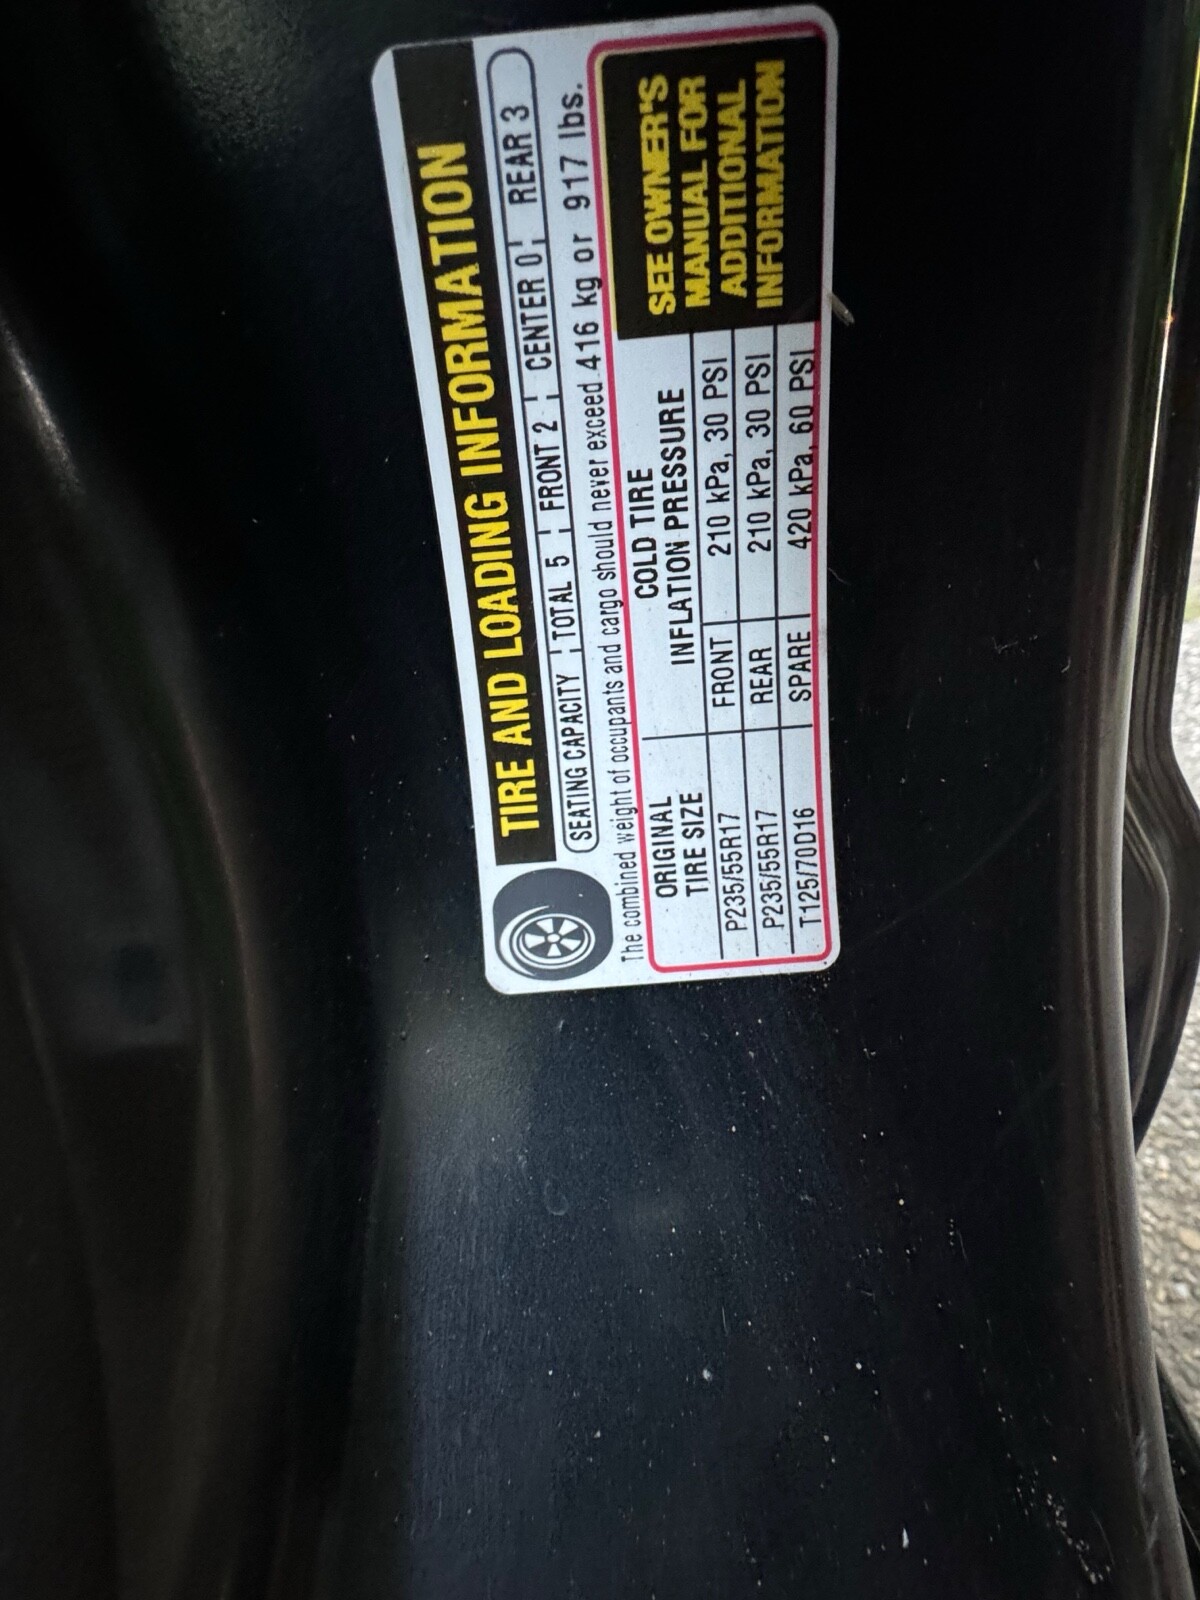 TIRE AND LOADING INFORMATION
SEATING CAPACITY TOTAL 5 FRONT 2 CENTER 0 REAR 3
The combined weight of occupants and cargo should never exceed 416 kg or 917 lbs.
ORIGINAL TIRE SIZE
COLD TIRE INFLATION PRESSURE
P235/55R17 FRONT 210 kPa, 30 PSI
P235/55R17 REAR 210 kPa, 30 PSI
T125/70D16 SPARE 420 kPa, 60 PSI
SEE OWNER'S
MANUAL FOR
ADDITIONAL
INFORMATION